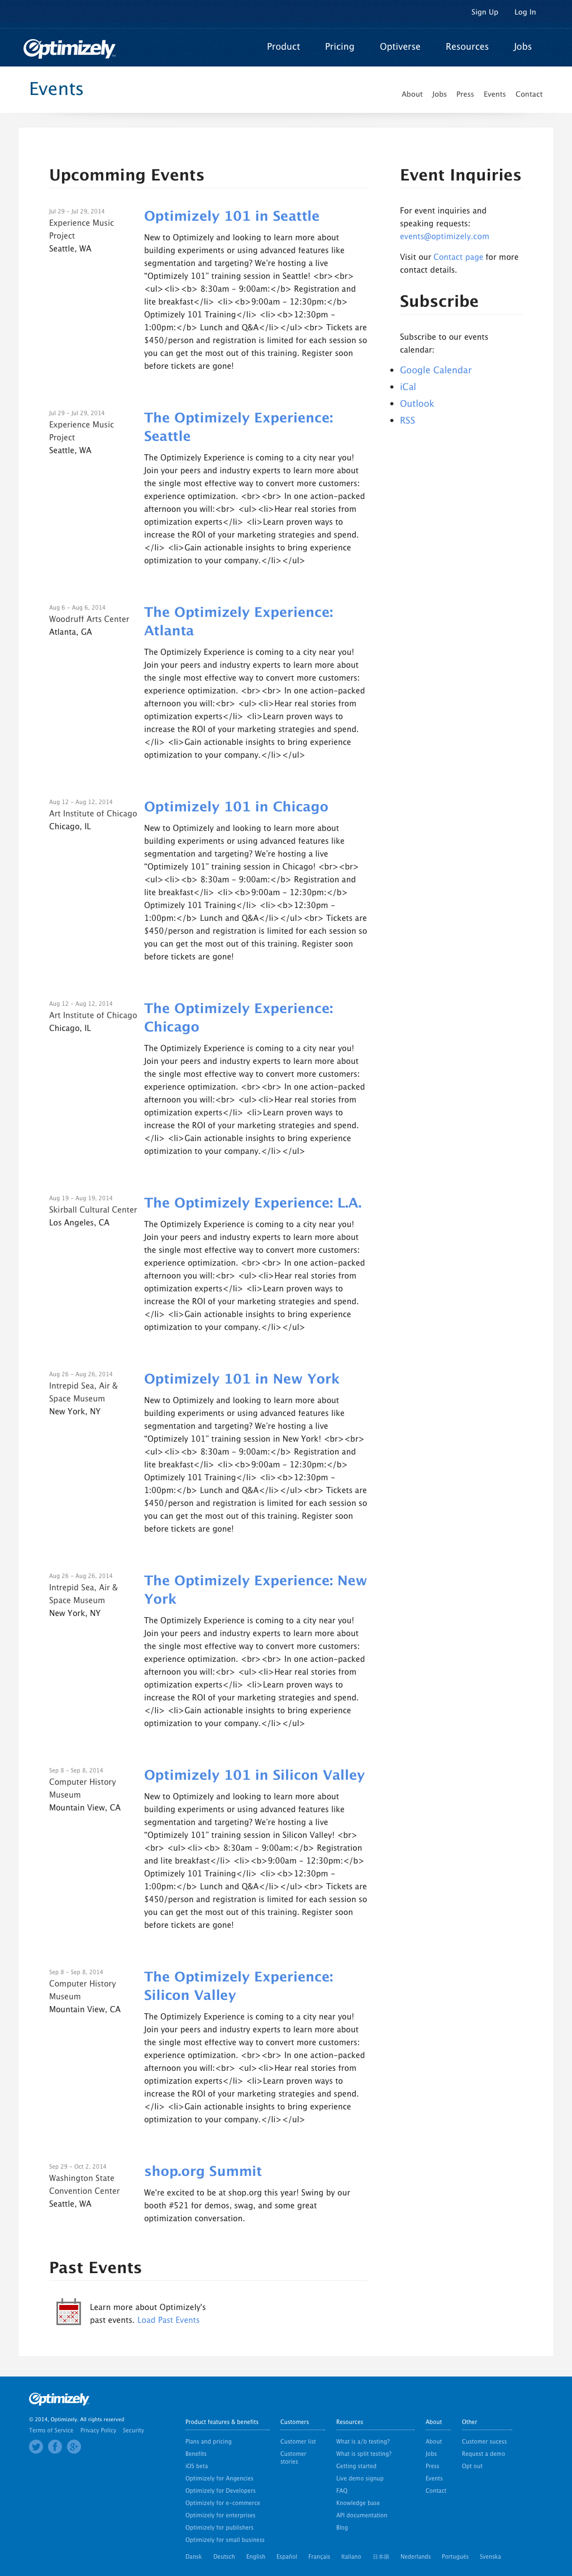 Sign Up Log In
Optimizely
Product Pricing Optiverse Resources Jobs
Events
About Jobs Press Events Contact
Upcomming Events
Jul 29 - Jul 29, 2014
Experience Music
Project
Seattle, WA
Optimizely 101 in Seattle
New to Optimizely and looking to learn more about
building experiments or using advanced features like
segmentation and targeting? We're hosting a live
"Optimizely 101" training session in Seattle! <br><br>
<ul><li><b> 8:30am - 9:00am:</b> Registration and
lite breakfast</li> <li><b>9:00am - 12:30pm:</b>
Optimizely 101 Training</li> <li><b>12:30pm -
1:00pm:</b> Lunch and Q&A</li></ul><br> Tickets are
$450/person and registration is limited for each session so
you can get the most out of this training. Register soon
before tickets are gone!
Jul 29 - Jul 29, 2014
Experience Music
Project
Seattle, WA
The Optimizely Experience:
Seattle
The Optimizely Experience is coming to a city near you!
Join your peers and industry experts to learn more about
the single most effective way to convert more customers:
experience optimization. <br><br> In one action-packed
afternoon you will:<br> <ul><li>Hear real stories from
optimization experts</li> <li>Learn proven ways to
increase the ROI of your marketing strategies and spend.
</li> <li>Gain actionable insights to bring experience
optimization to your company.</li></ul>
Aug 6 - Aug 6, 2014
Woodruff Arts Center
Atlanta, GA
The Optimizely Experience:
Atlanta
The Optimizely Experience is coming to a city near you!
Join your peers and industry experts to learn more about
the single most effective way to convert more customers:
experience optimization. <br><br> In one action-packed
afternoon you will:<br> <ul><li>Hear real stories from
optimization experts</li> <li>Learn proven ways to
increase the ROI of your marketing strategies and spend.
</li> <li>Gain actionable insights to bring experience
optimization to your company.</li></ul>
Aug 12 - Aug 12, 2014
Art Institute of Chicago
Chicago, IL
Optimizely 101 in Chicago
New to Optimizely and looking to learn more about
building experiments or using advanced features like
segmentation and targeting? We're hosting a live
"Optimizely 101" training session in Chicago! <br><br>
<ul><li><b> 8:30am - 9:00am:</b> Registration and
lite breakfast</li> <li><b>9:00am - 12:30pm:</b>
Optimizely 101 Training</li> <li><b>12:30pm -
1:00pm:</b> Lunch and Q&A</li></ul><br> Tickets are
$450/person and registration is limited for each session so
you can get the most out of this training. Register soon
before tickets are gone!
Aug 12 - Aug 12, 2014
Art Institute of Chicago
Chicago, IL
The Optimizely Experience:
Chicago
The Optimizely Experience is coming to a city near you!
Join your peers and industry experts to learn more about
the single most effective way to convert more customers:
experience optimization. <br><br> In one action-packed
afternoon you will:<br> <ul><li>Hear real stories from
optimization experts</li> <li>Learn proven ways to
increase the ROI of your marketing strategies and spend.
</li> <li>Gain actionable insights to bring experience
optimization to your company.</li></ul>
Aug 19 - Aug 19, 2014
Skirball Cultural Center
Los Angeles, CA
The Optimizely Experience: L.A.
The Optimizely Experience is coming to a city near you!
Join your peers and industry experts to learn more about
the single most effective way to convert more customers:
experience optimization. <br><br> In one action-packed
afternoon you will:<br> <ul><li>Hear real stories from
optimization experts</li> <li>Learn proven ways to
increase the ROI of your marketing strategies and spend.
</li> <li>Gain actionable insights to bring experience
optimization to your company.</li></ul>
Aug 26 - Aug 26, 2014
Intrepid Sea, Air &
Space Museum
New York, NY
Optimizely 101 in New York
New to Optimizely and looking to learn more about
building experiments or using advanced features like
segmentation and targeting? We're hosting a live
"Optimizely 101" training session in New York! <br><br>
<ul><li><b> 8:30am - 9:00am:</b> Registration and
lite breakfast</li> <li><b>9:00am - 12:30pm:</b>
Optimizely 101 Training</li> <li><b>12:30pm -
1:00pm:</b> Lunch and Q&A</li></ul><br> Tickets are
$450/person and registration is limited for each session so
you can get the most out of this training. Register soon
before tickets are gone!
Aug 26 - Aug 26, 2014
Intrepid Sea, Air &
Space Museum
New York, NY
The Optimizely Experience: New
York
The Optimizely Experience is coming to a city near you!
Join your peers and industry experts to learn more about
the single most effective way to convert more customers:
experience optimization. <br><br> In one action-packed
afternoon you will:<br> <ul><li>Hear real stories from
optimization experts</li> <li>Learn proven ways to
increase the ROI of your marketing strategies and spend.
</li> <li>Gain actionable insights to bring experience
optimization to your company.</li></ul>
Sep 8 - Sep 8, 2014
Computer History
Museum
Mountain View, CA
Optimizely 101 in Silicon Valley
New to Optimizely and looking to learn more about
building experiments or using advanced features like
segmentation and targeting? We're hosting a live
"Optimizely 101" training session in Silicon Valley! <br>
<br> <ul><li><b> 8:30am - 9:00am:</b> Registration
and lite breakfast</li> <li><b>9:00am - 12:30pm:</b>
Optimizely 101 Training</li> <li><b>12:30pm -
1:00pm:</b> Lunch and Q&A</li></ul><br> Tickets are
$450/person and registration is limited for each session so
you can get the most out of this training. Register soon
before tickets are gone!
Sep 8 - Sep 8, 2014
Computer History
Museum
Mountain View, CA
The Optimizely Experience:
Silicon Valley
The Optimizely Experience is coming to a city near you!
Join your peers and industry experts to learn more about
the single most effective way to convert more customers:
experience optimization. <br><br> In one action-packed
afternoon you will:<br> <ul><li>Hear real stories from
optimization experts</li> <li>Learn proven ways to
increase the ROI of your marketing strategies and spend.
</li> <li>Gain actionable insights to bring experience
optimization to your company.</li></ul>
Sep 29 - Oct 2, 2014
Washington State
Convention Center
Seattle, WA
shop.org Summit
We're excited to be at shop.org this year! Swing by our
booth #521 for demos, swag, and some great
optimization conversation.
Past Events
Learn more about Optimizely's
past events. Load Past Events
Event Inquiries
For event inquiries and
speaking requests:
events@optimizely.com
Visit our Contact page for more
contact details.
Subscribe
Subscribe to our events
calendar:
Google Calendar
iCal
Outlook
RSS
Optimizely
© 2014, Optimizely. All rights reserved
Terms of Service Privacy Policy Security
Product features & benefits
Plans and pricing
Benefits
iOS beta
Optimizely for Angencies
Optimizely for Developers
Optimizely for e-commerce
Optimizely for enterprises
Optimizely for publishers
Optimizely for small business
Customers
Customer list
Customer
stories
Resources
What is a/b testing?
What is split testing?
Getting started
Live demo signup
FAQ
Knowledge base
API documentation
Blog
About
About
Jobs
Press
Events
Contact
Other
Customer sucess
Request a demo
Opt out
Dansk Deutsch English Español Français Italiano 日本語 Nederlands Português Svenska